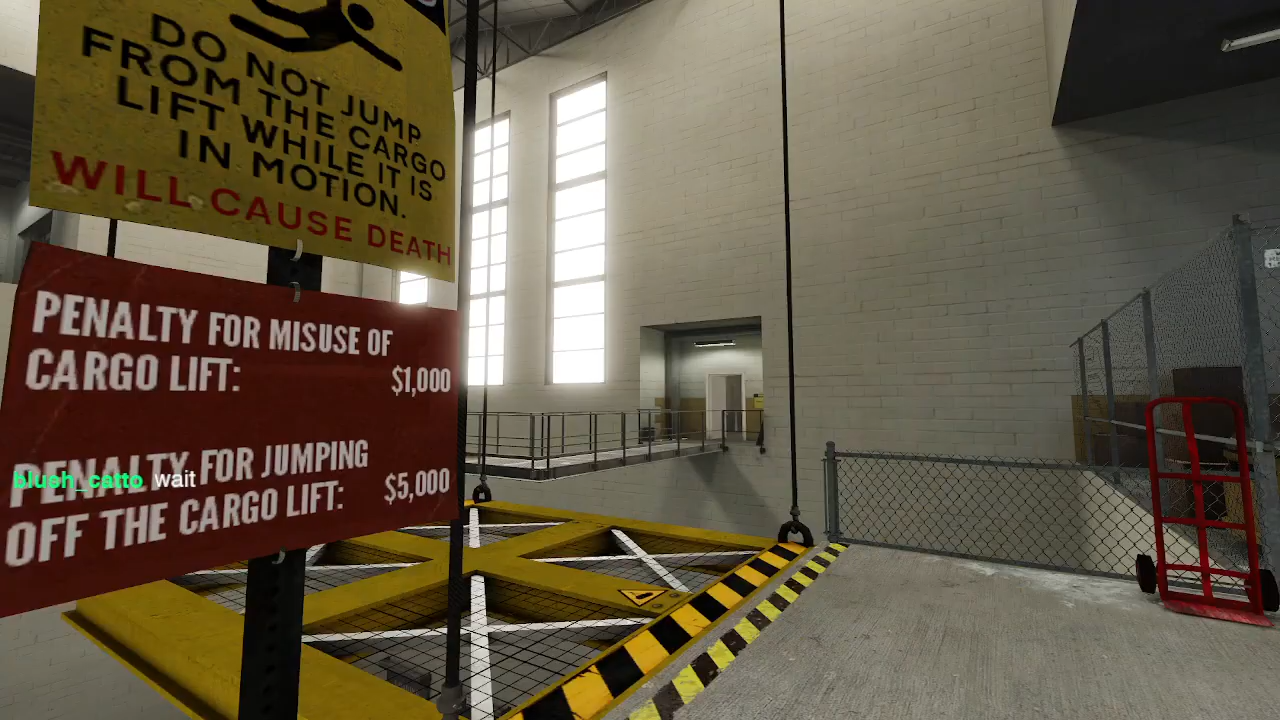 DO NOT JUMP
FROM THE CARGO
LIFT WHILE IT IS
IN MOTION.
WILL CAUSE DEATH
PENALTY FOR MISUSE OF
CARGO LIFT: $1,000
PENALTY FOR JUMPING
OFF THE CARGO LIFT: $5,000
blush_catto wait